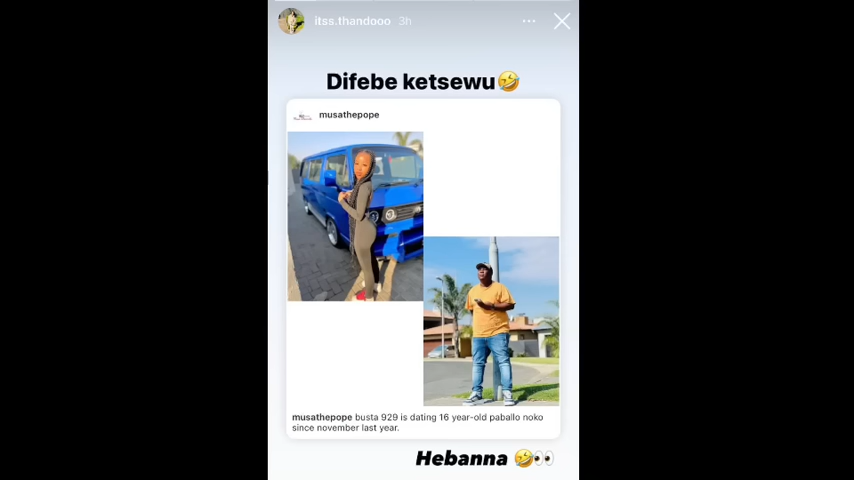 itss.thandooo 3h
Difebe ketsewu🤣
musathepope
musathepope busta 929 is dating 16 year-old paballo noko
since november last year.
Hebanna 🤣👀